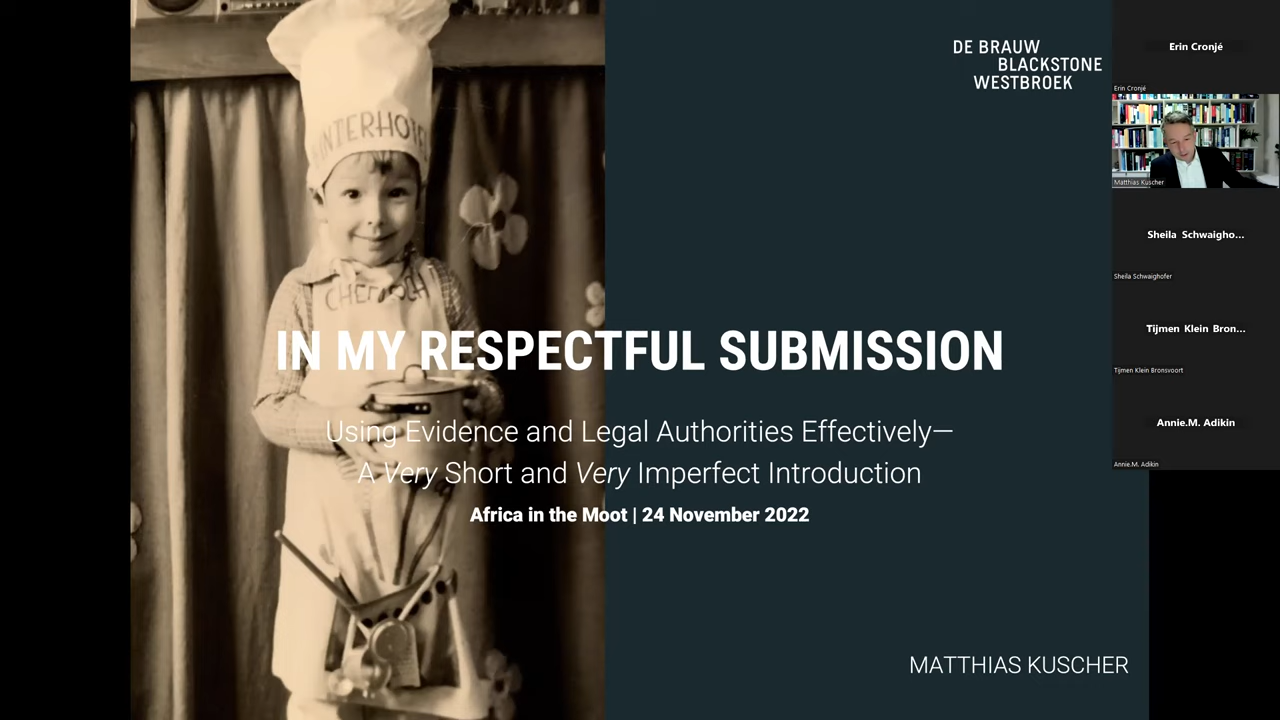 DE BRAUW
BLACKSTONE
WESTBROEK
IN MY RESPECTFUL SUBMISSION
Using Evidence and Legal Authorities Effectively—
A Very Short and Very Imperfect Introduction
Africa in the Moot | 24 November 2022
MATTHIAS KUSCHER
Erin Cronjé
Erin Cronjé
Matthias Kuscher
Sheila Schwaigho...
Sheila Schwaighofer
Tijmen Klein Bron...
Tijmen Klein Bronsvoort
Annie.M. Adikin
Annie.M. Adikin